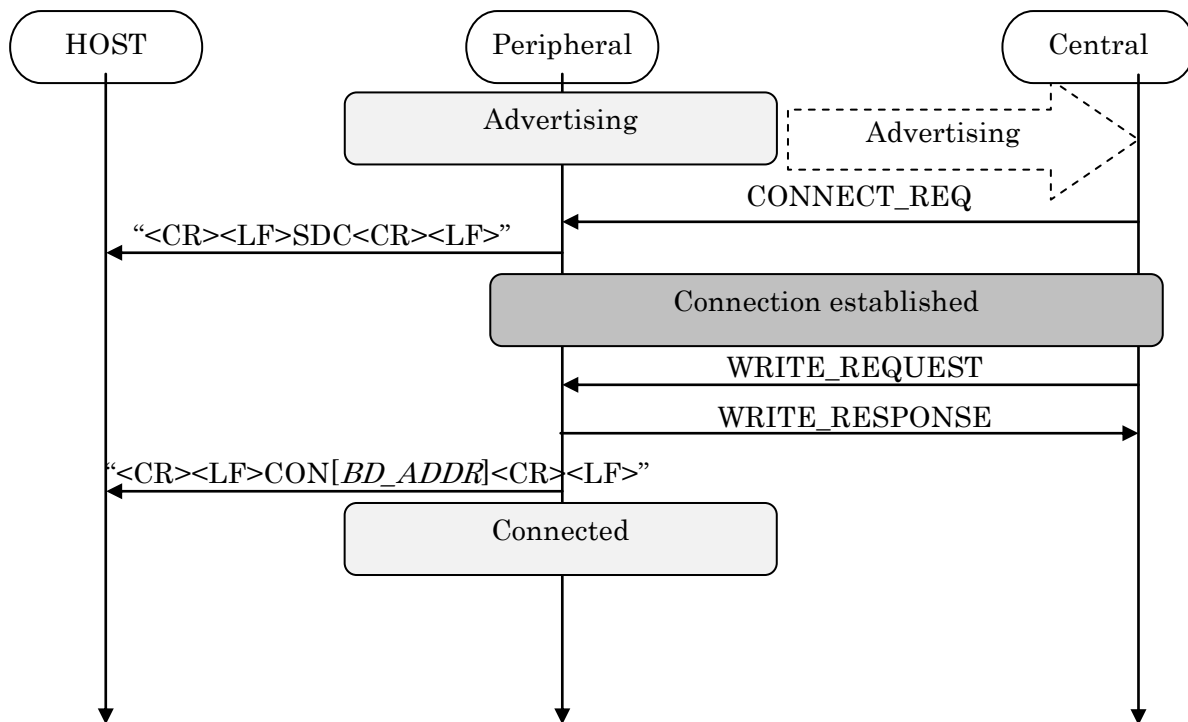 HOST
Peripheral
Central
Advertising
Advertising
CONNECT_REQ
“<CR><LF>SDC<CR><LF>”
Connection established
WRITE_REQUEST
WRITE_RESPONSE
“<CR><LF>CON[BD_ADDR]<CR><LF>”
Connected